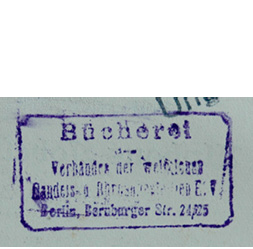 Bücherei
des
Verbandes der weiblichen
Handels- u.
Berlin, Bernburger Str. 24/25